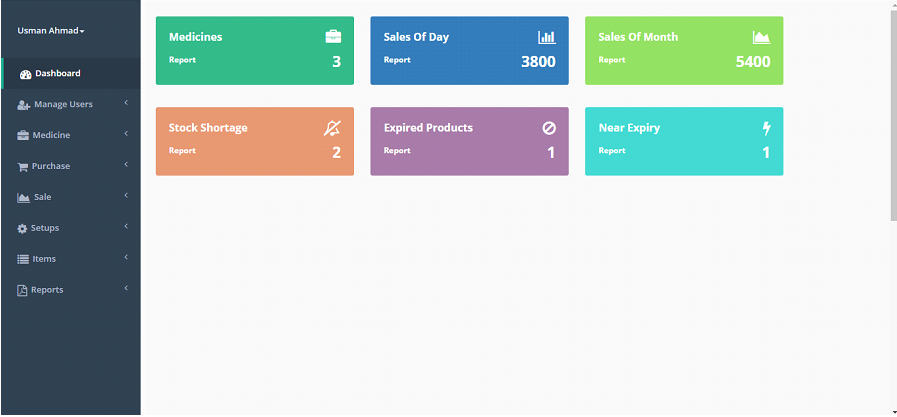 Usman Ahmad
Dashboard
Manage Users
Medicine
Purchase
Sale
Setups
Items
Reports
Medicines
Report
3
Sales Of Day
Report
3800
Sales Of Month
Report
5400
Stock Shortage
Report
2
Expired Products
Report
1
Near Expiry
Report
1